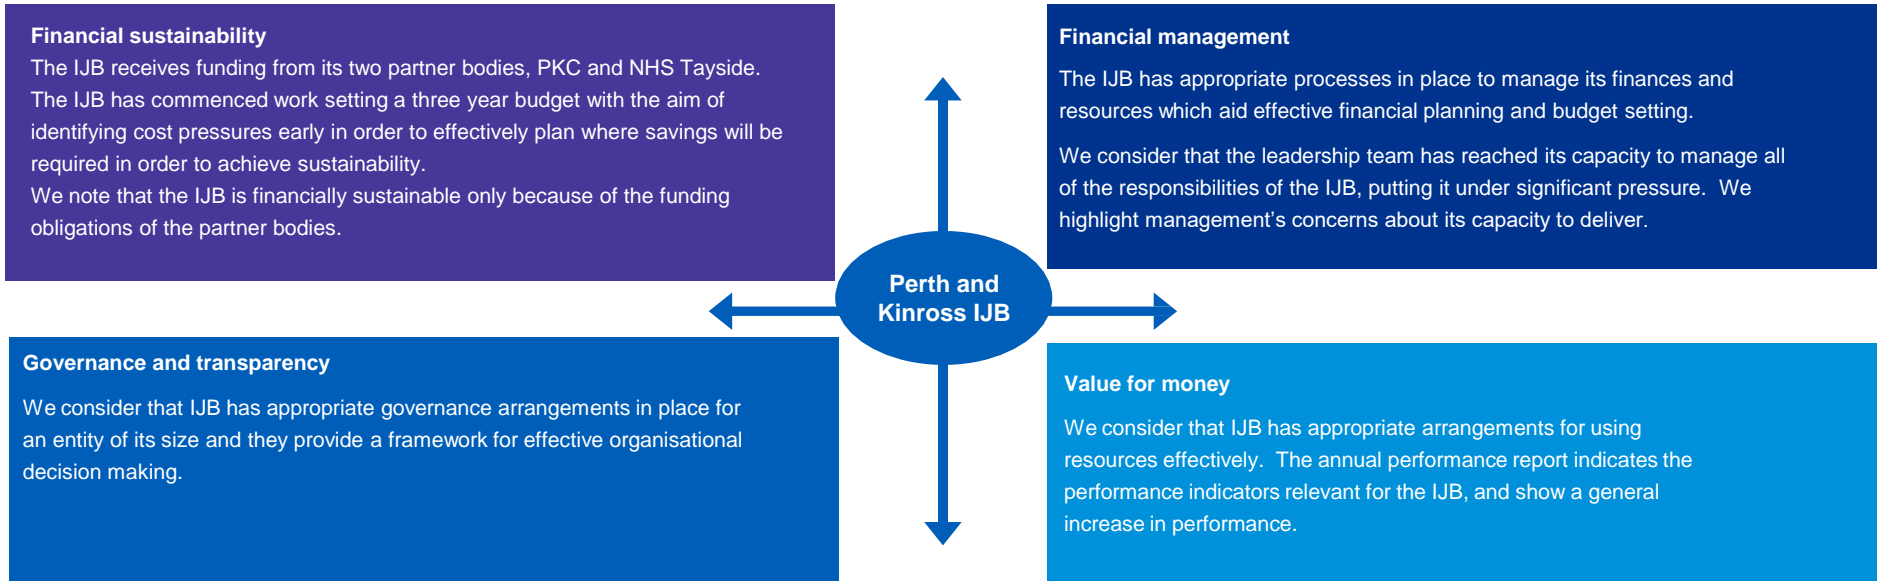 Financial sustainability
The IJB receives funding from its two partner bodies, PKC and NHS Tayside.
The IJB has commenced work setting a three year budget with the aim of
identifying cost pressures early in order to effectively plan where savings will be
required in order to achieve sustainability.
We note that the IJB is financially sustainable only because of the funding
obligations of the partner bodies.
Financial management
The IJB has appropriate processes in place to manage its finances and
resources which aid effective financial planning and budget setting.
We consider that the leadership team has reached its capacity to manage all
of the responsibilities of the IJB, putting it under significant pressure.  We
highlight management’s concerns about its capacity to deliver.
Perth and
Kinross IJB
Governance and transparency
We consider that IJB has appropriate governance arrangements in place for
an entity of its size and they provide a framework for effective organisational
decision making.
Value for money
We consider that IJB has appropriate arrangements for using
resources effectively.  The annual performance report indicates the
performance indicators relevant for the IJB, and show a general
increase in performance.